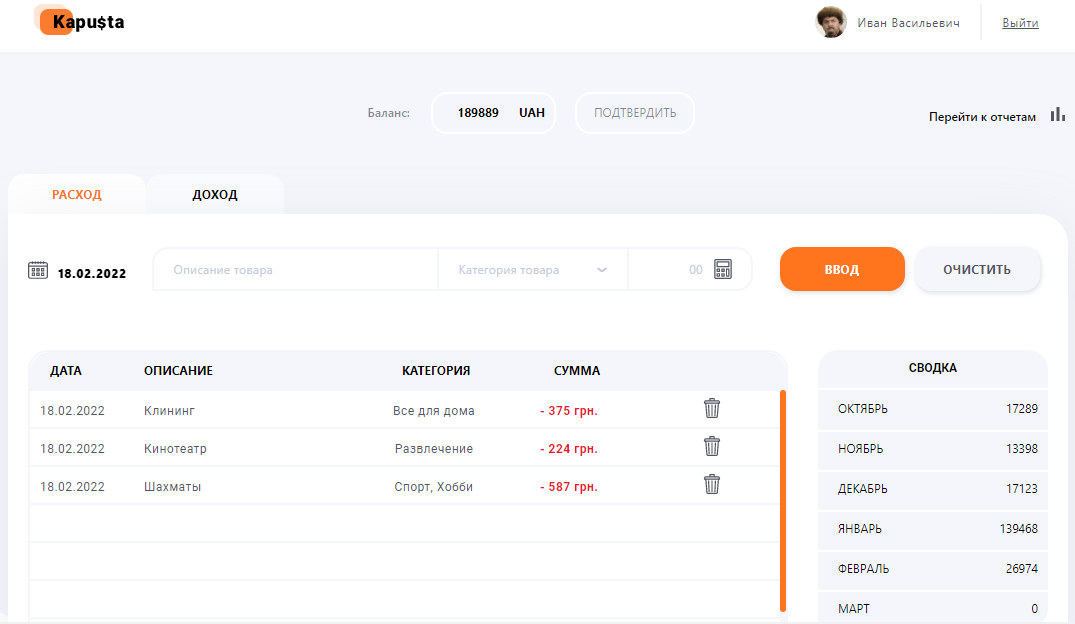 Kapu$ta
Иван Васильевич
Выйти
Баланс:
189889 UAH
ПОДТВЕРДИТЬ
Перейти к отчетам
РАСХОД
ДОХОД
18.02.2022
Описание товара
Категория товара
00
ВВОД
ОЧИСТИТЬ
ДАТА ОПИСАНИЕ КАТЕГОРИЯ СУММА
18.02.2022 Клининг Все для дома - 375 грн.
18.02.2022 Кинотеатр Развлечение - 224 грн.
18.02.2022 Шахматы Спорт, Хобби - 587 грн.
СВОДКА
ОКТЯБРЬ 17289
НОЯБРЬ 13398
ДЕКАБРЬ 17123
ЯНВАРЬ 139468
ФЕВРАЛЬ 26974
МАРТ 0